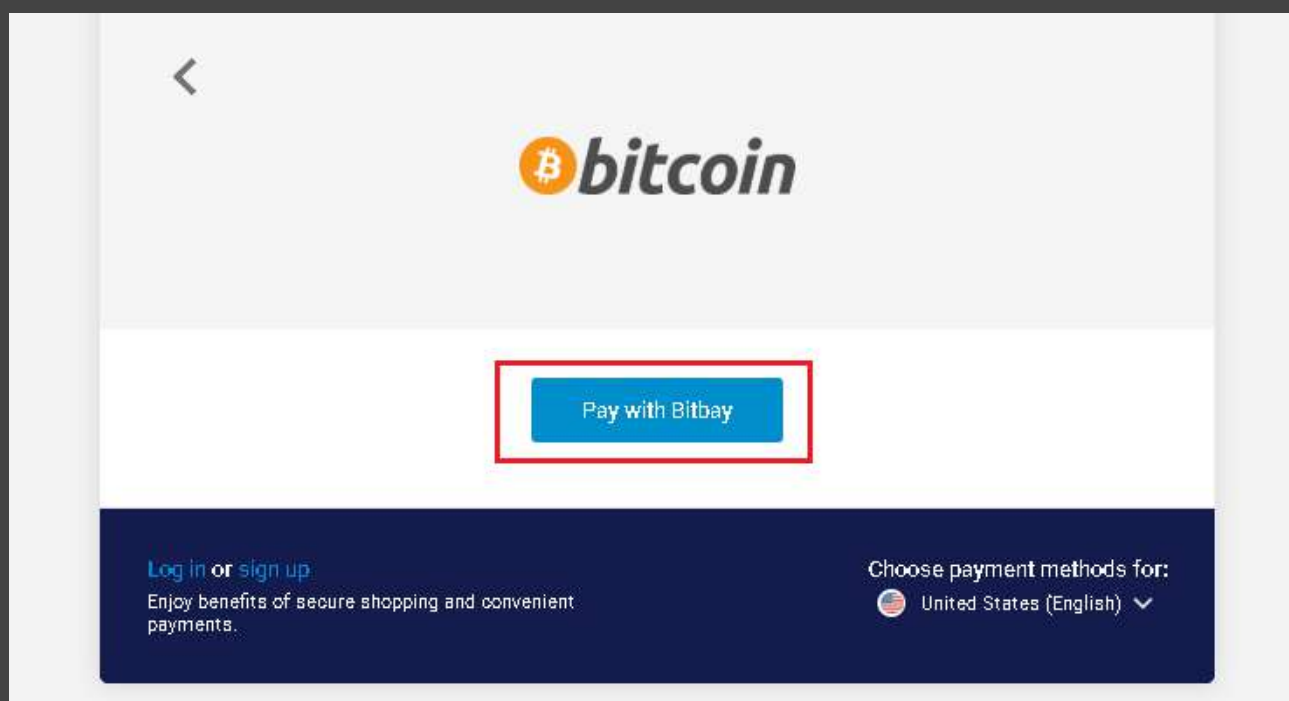 bitcoin
Pay with Bitbay
Log in or sign up
Enjoy benefits of secure shopping and convenient
payments.
Choose payment methods for:
United States (English)